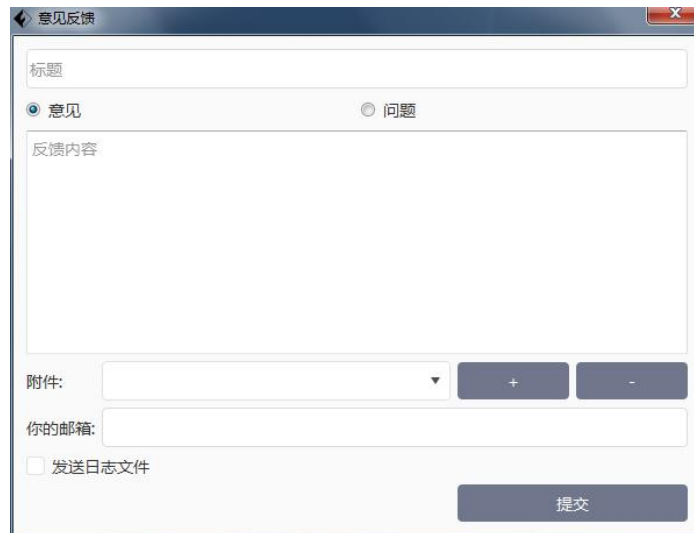 意见反馈
标题
意见 问题
反馈内容
附件: + -
你的邮箱:
发送日志文件
提交